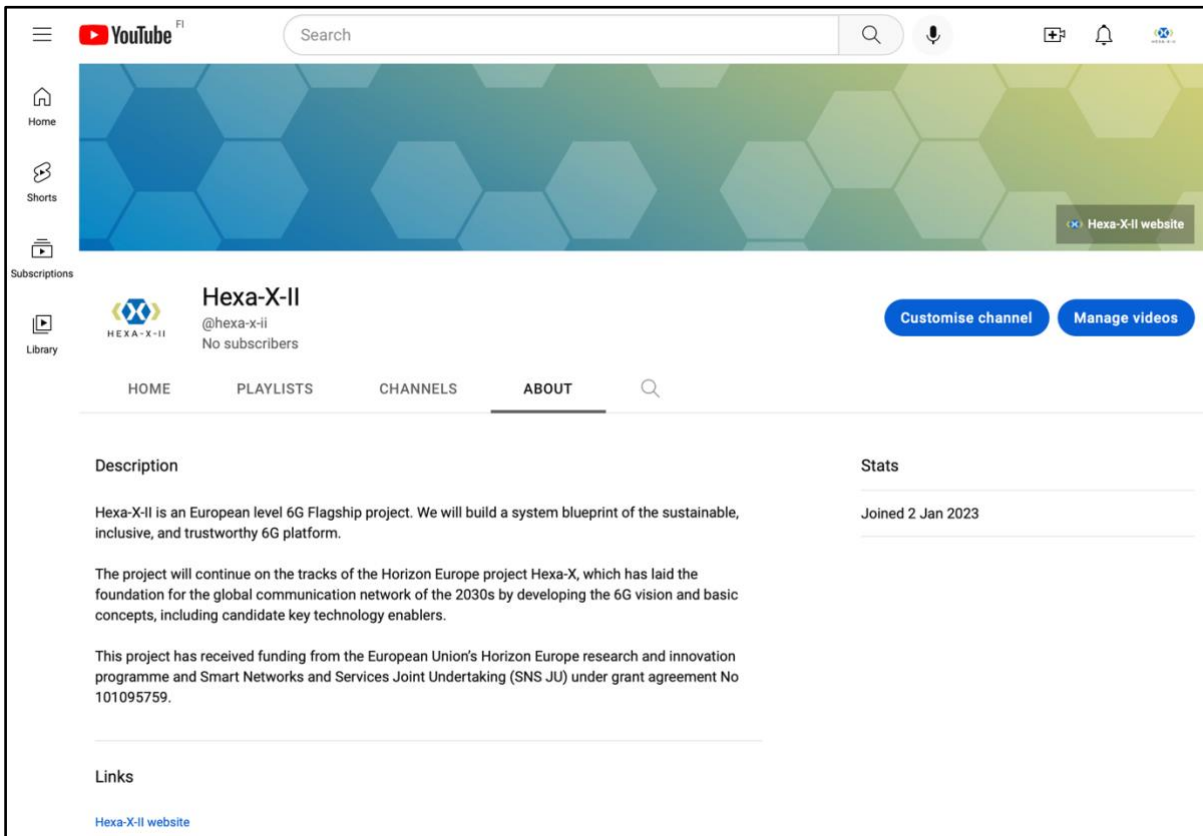 YouTube FI
Search
Home
Shorts
Subscriptions
Library
Hexa-X-II website
HEXA-X-II
Hexa-X-II
@hexa-x-ii
No subscribers
Customise channel
Manage videos
HOME
PLAYLISTS
CHANNELS
ABOUT
Description
Hexa-X-II is an European level 6G Flagship project. We will build a system blueprint of the sustainable,
inclusive, and trustworthy 6G platform.
The project will continue on the tracks of the Horizon Europe project Hexa-X, which has laid the
foundation for the global communication network of the 2030s by developing the 6G vision and basic
concepts, including candidate key technology enablers.
This project has received funding from the European Union’s Horizon Europe research and innovation
programme and Smart Networks and Services Joint Undertaking (SNS JU) under grant agreement No
101095759.
Links
Hexa-X-II website
Stats
Joined 2 Jan 2023